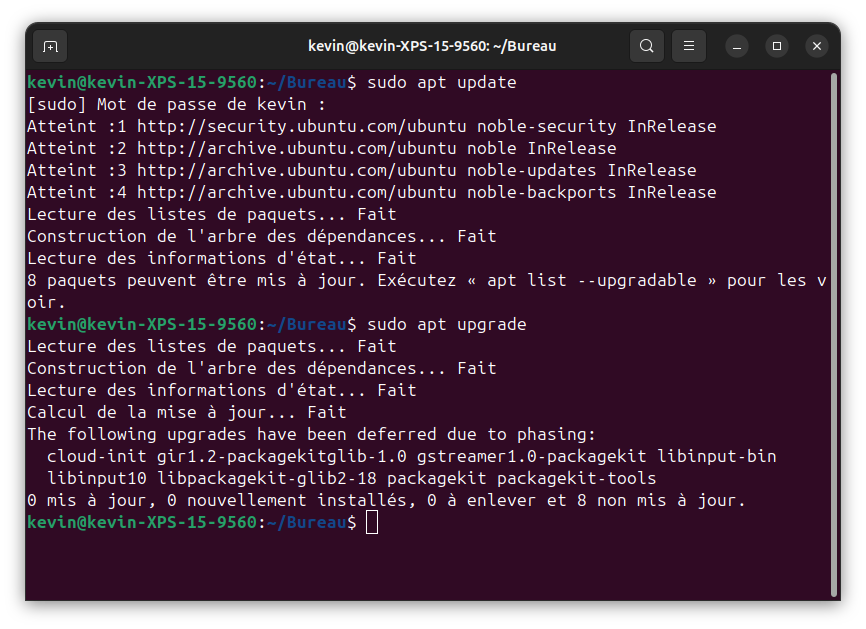 kevin@kevin-XPS-15-9560: ~/Bureau
kevin@kevin-XPS-15-9560:~/Bureau$ sudo apt update
[sudo] Mot de passe de kevin :
Atteint :1 http://security.ubuntu.com/ubuntu noble-security InRelease
Atteint :2 http://archive.ubuntu.com/ubuntu noble InRelease
Atteint :3 http://archive.ubuntu.com/ubuntu noble-updates InRelease
Atteint :4 http://archive.ubuntu.com/ubuntu noble-backports InRelease
Lecture des listes de paquets... Fait
Construction de l'arbre des dépendances... Fait
Lecture des informations d'état... Fait
8 paquets peuvent être mis à jour. Exécutez « apt list --upgradable » pour les v
oir.
kevin@kevin-XPS-15-9560:~/Bureau$ sudo apt upgrade
Lecture des listes de paquets... Fait
Construction de l'arbre des dépendances... Fait
Lecture des informations d'état... Fait
Calcul de la mise à jour... Fait
The following upgrades have been deferred due to phasing:
  cloud-init gir1.2-packagekitglib-1.0 gstreamer1.0-packagekit libinput-bin
  libinput10 libpackagekit-glib2-18 packagekit packagekit-tools
0 mis à jour, 0 nouvellement installés, 0 à enlever et 8 non mis à jour.
kevin@kevin-XPS-15-9560:~/Bureau$